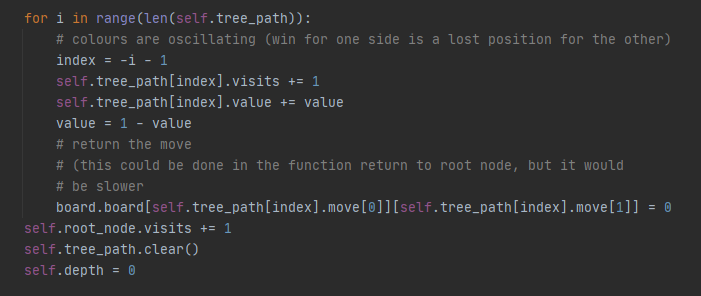 for i in range(len(self.tree_path)):
    # colours are oscillating (win for one side is a lost position for the other)
    index = -i - 1
    self.tree_path[index].visits += 1
    self.tree_path[index].value += value
    value = 1 - value
    # return the move
    # (this could be done in the function return to root node, but it would
    # be slower
    board.board[self.tree_path[index].move[0]][self.tree_path[index].move[1]] = 0
self.root_node.visits += 1
self.tree_path.clear()
self.depth = 0